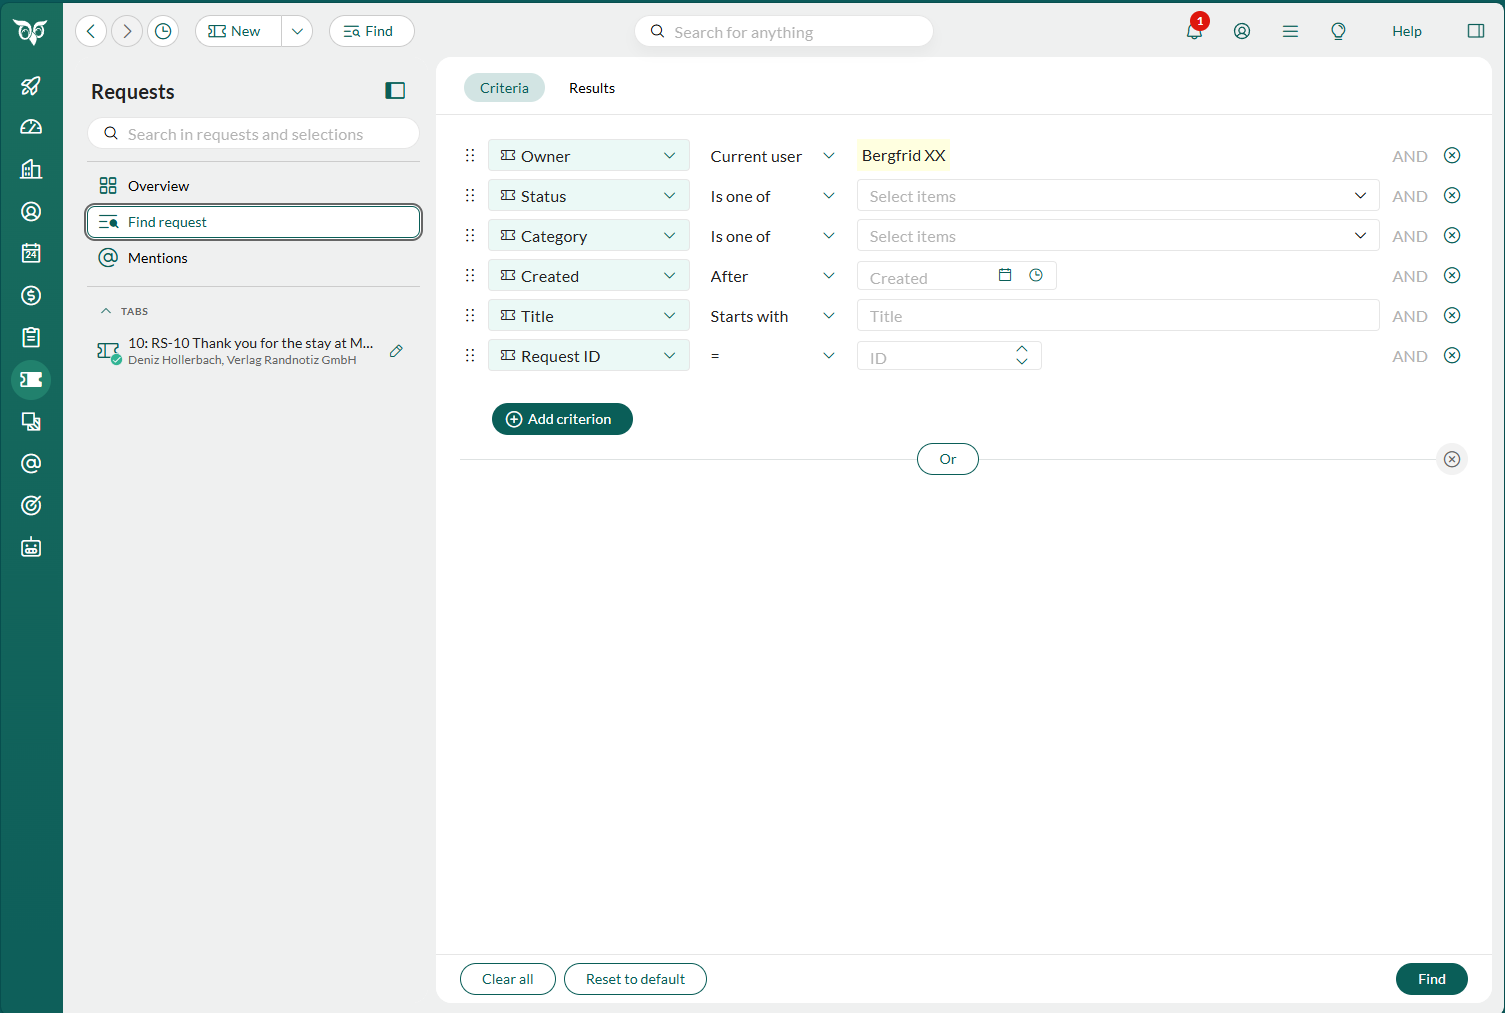 New
Find
Search for anything
1
Help
Requests
Search in requests and selections
Overview
Find request
Mentions
TABS
10: RS-10 Thank you for the stay at M...
Deniz Hollerbach, Verlag Randnotiz GmbH
24
Criteria Results
Owner Current user Bergfrid XX AND
Status Is one of Select items AND
Category Is one of Select items AND
Created After Created AND
Title Starts with Title AND
Request ID = ID AND
Add criterion
Or
Clear all Reset to default Find